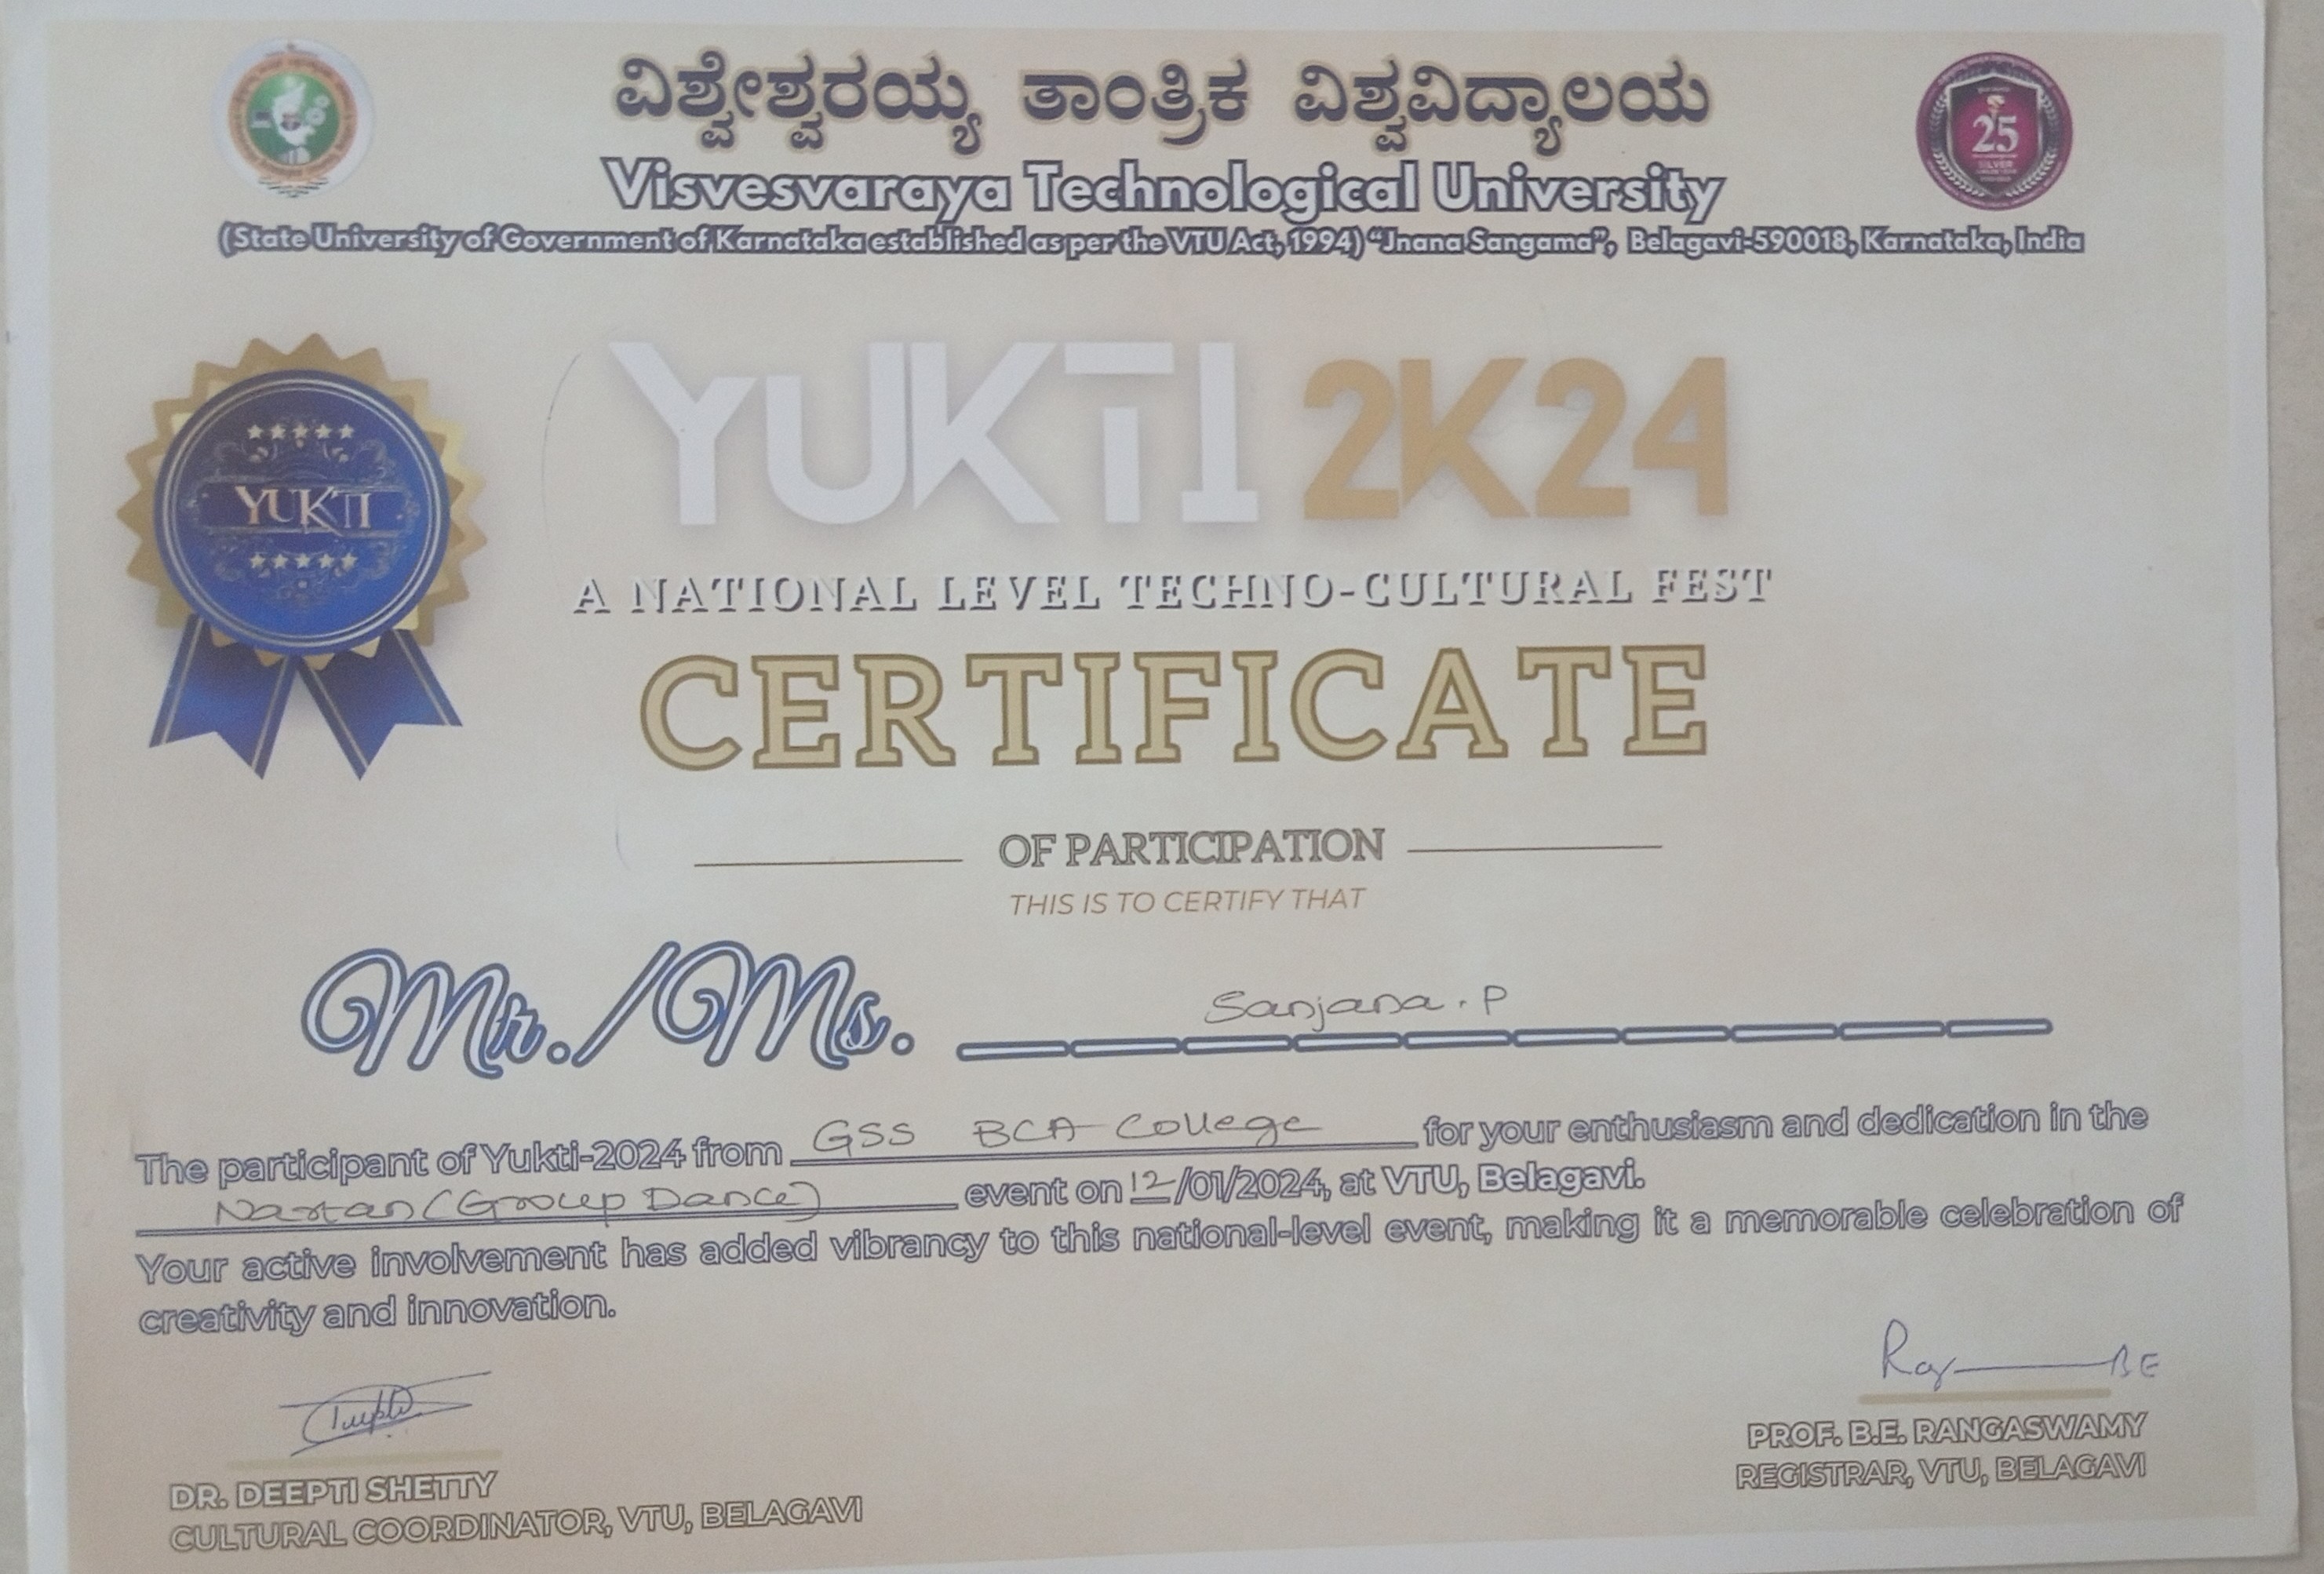 ವಿಶ್ವೇಶ್ವರಯ್ಯ ತಾಂತ್ರಿಕ ವಿಶ್ವವಿದ್ಯಾಲಯ
25
SILVER
Visvesvaraya Technological University
(State University of Government of Karnataka established as per the VTU Act, 1994) “Jnana Sangama”, Belagavi-590018, Karnataka, India
YUKTI 2K24
YUKTI
A NATIONAL LEVEL TECHNO-CULTURAL FEST
CERTIFICATE
OF PARTICIPATION
THIS IS TO CERTIFY THAT
Mr./Ms. Sanjana . P
The participant of Yukti-2024 from GSS BCA College for your enthusiasm and dedication in the
Nartan (Group Dance) event on 12/01/2024, at VTU, Belagavi.
Your active involvement has added vibrancy to this national-level event, making it a memorable celebration of
creativity and innovation.
BE
DR. DEEPTI SHETTY
CULTURAL COORDINATOR, VTU, BELAGAVI
PROF. B.E. RANGASWAMY
REGISTRAR, VTU, BELAGAVI